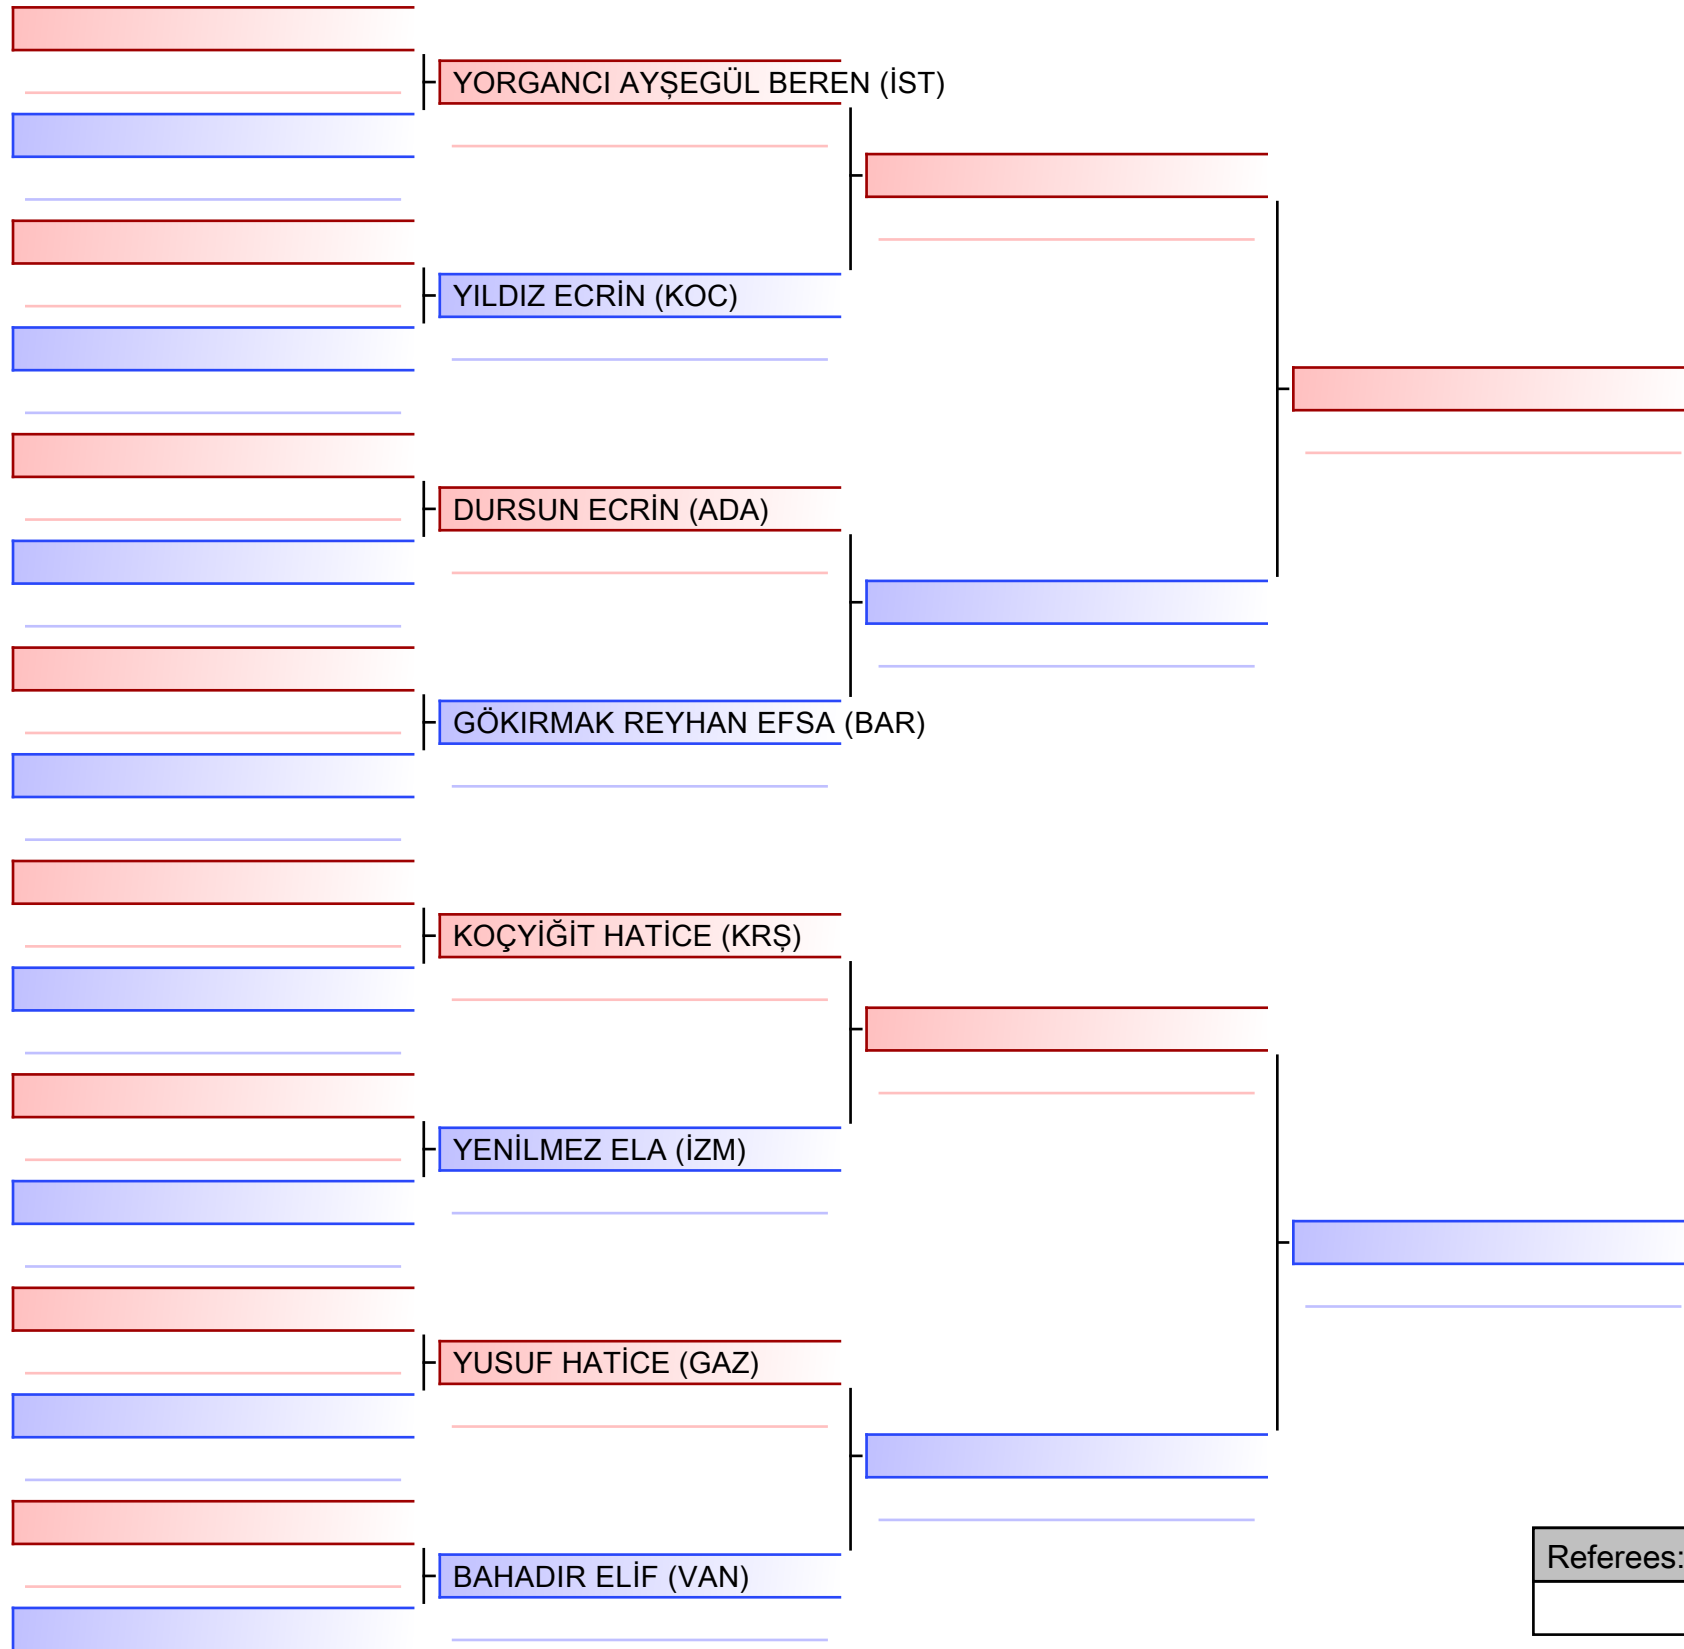 YORGANCI AYŞEGÜL BEREN (İST)
YILDIZ ECRİN (KOC)
DURSUN ECRİN (ADA)
GÖKIRMAK REYHAN EFSA (BAR)
KOÇYİĞİT HATİCE (KRŞ)
YENİLMEZ ELA (İZM)
YUSUF HATİCE (GAZ)
BAHADIR ELİF (VAN)
Referees: